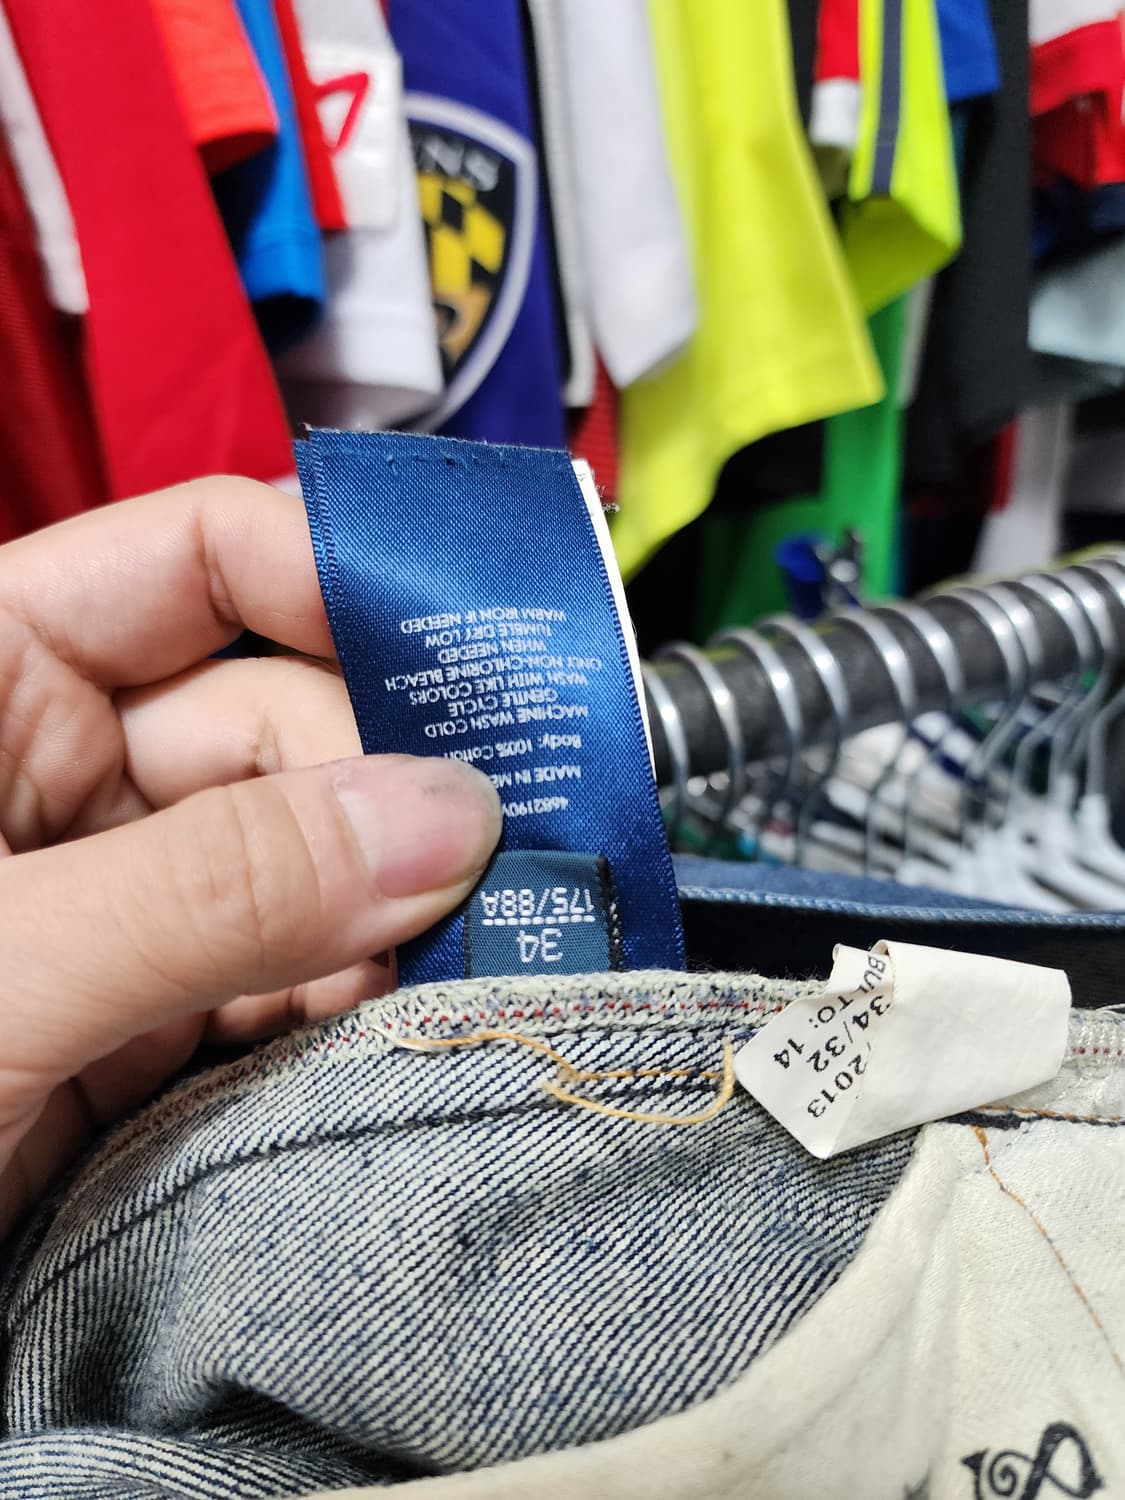 34
175/88A
4682190
MADE IN
Body: 100% Cotton
MACHINE WASH COLD
GENTLE CYCLE
WASH WITH LIKE COLORS
ONLY NON-CHLORINE BLEACH
WHEN NEEDED
TUMBLE DRY LOW
WARM IRON IF NEEDED
BULTO: 14
34/32
/2013